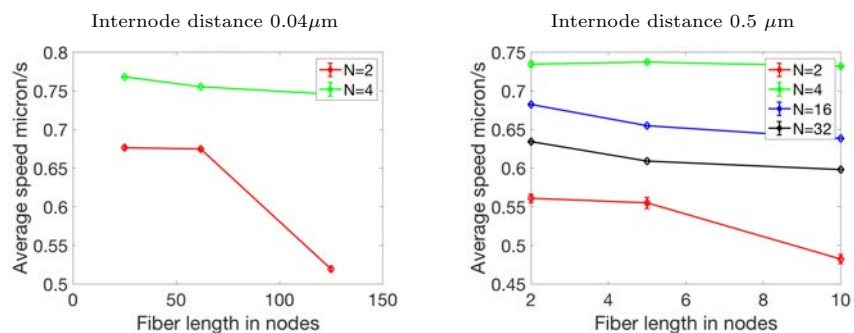 Internode distance 0.04μm
0.8
0.75
0.7
0.65
0.6
0.55
0.5
Average speed micron/s
0 50 100 150
Fiber length in nodes
N=2
N=4
Internode distance 0.5 μm
0.75
0.7
0.65
0.6
0.55
0.5
0.45
Average speed micron/s
2 4 6 8 10
Fiber length in nodes
N=2
N=4
N=16
N=32